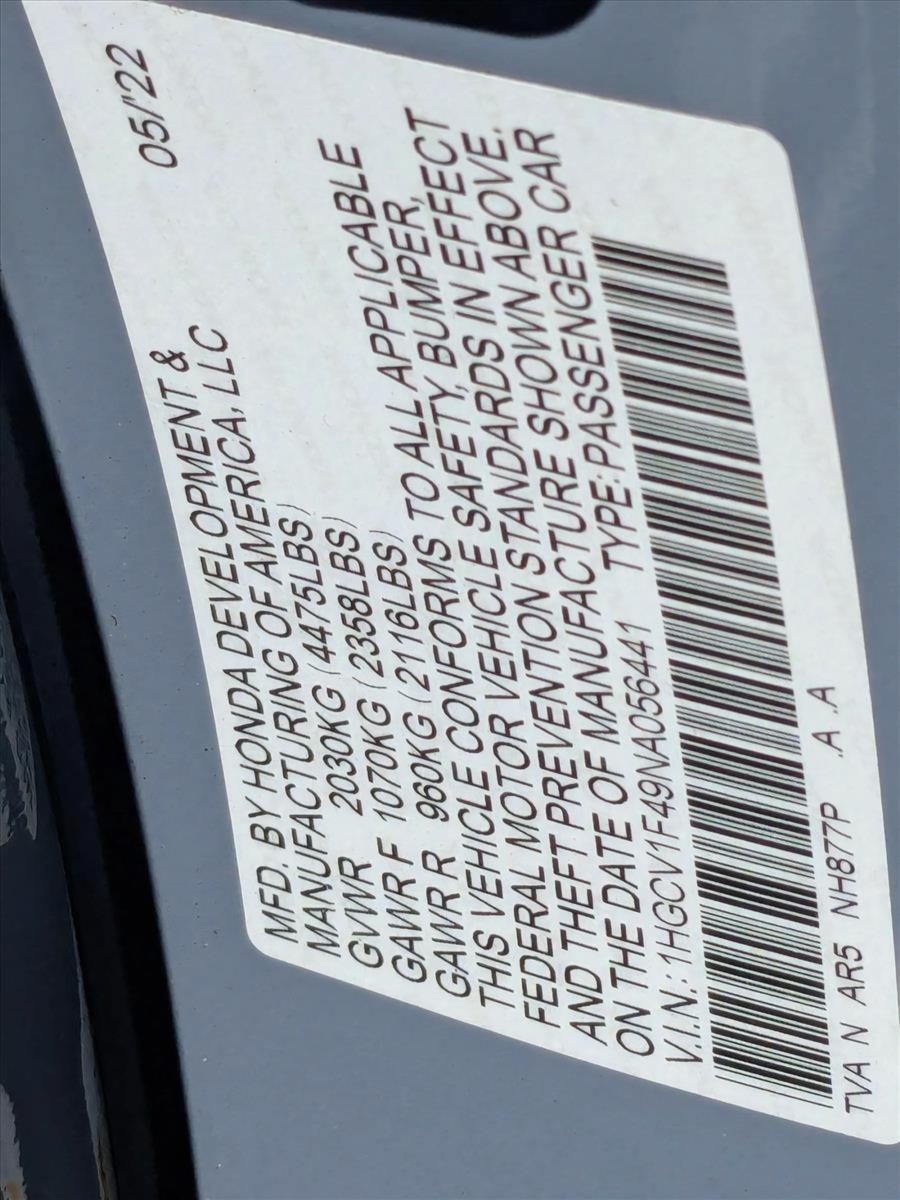 05/'22
MFD. BY HONDA DEVELOPMENT &
MANUFACTURING OF AMERICA, LLC
GVWR 2030KG (4475LBS)
GAWR F 1070KG (2358LBS)
GAWR R 960KG (2116LBS)
THIS VEHICLE CONFORMS TO ALL APPLICABLE
FEDERAL MOTOR VEHICLE SAFETY, BUMPER,
AND THEFT PREVENTION STANDARDS IN EFFECT
ON THE DATE OF MANUFACTURE SHOWN ABOVE.
V.I.N.: 1HGCV1F49NA056441 TYPE: PASSENGER CAR
TVA N AR5 NH877P .A .A